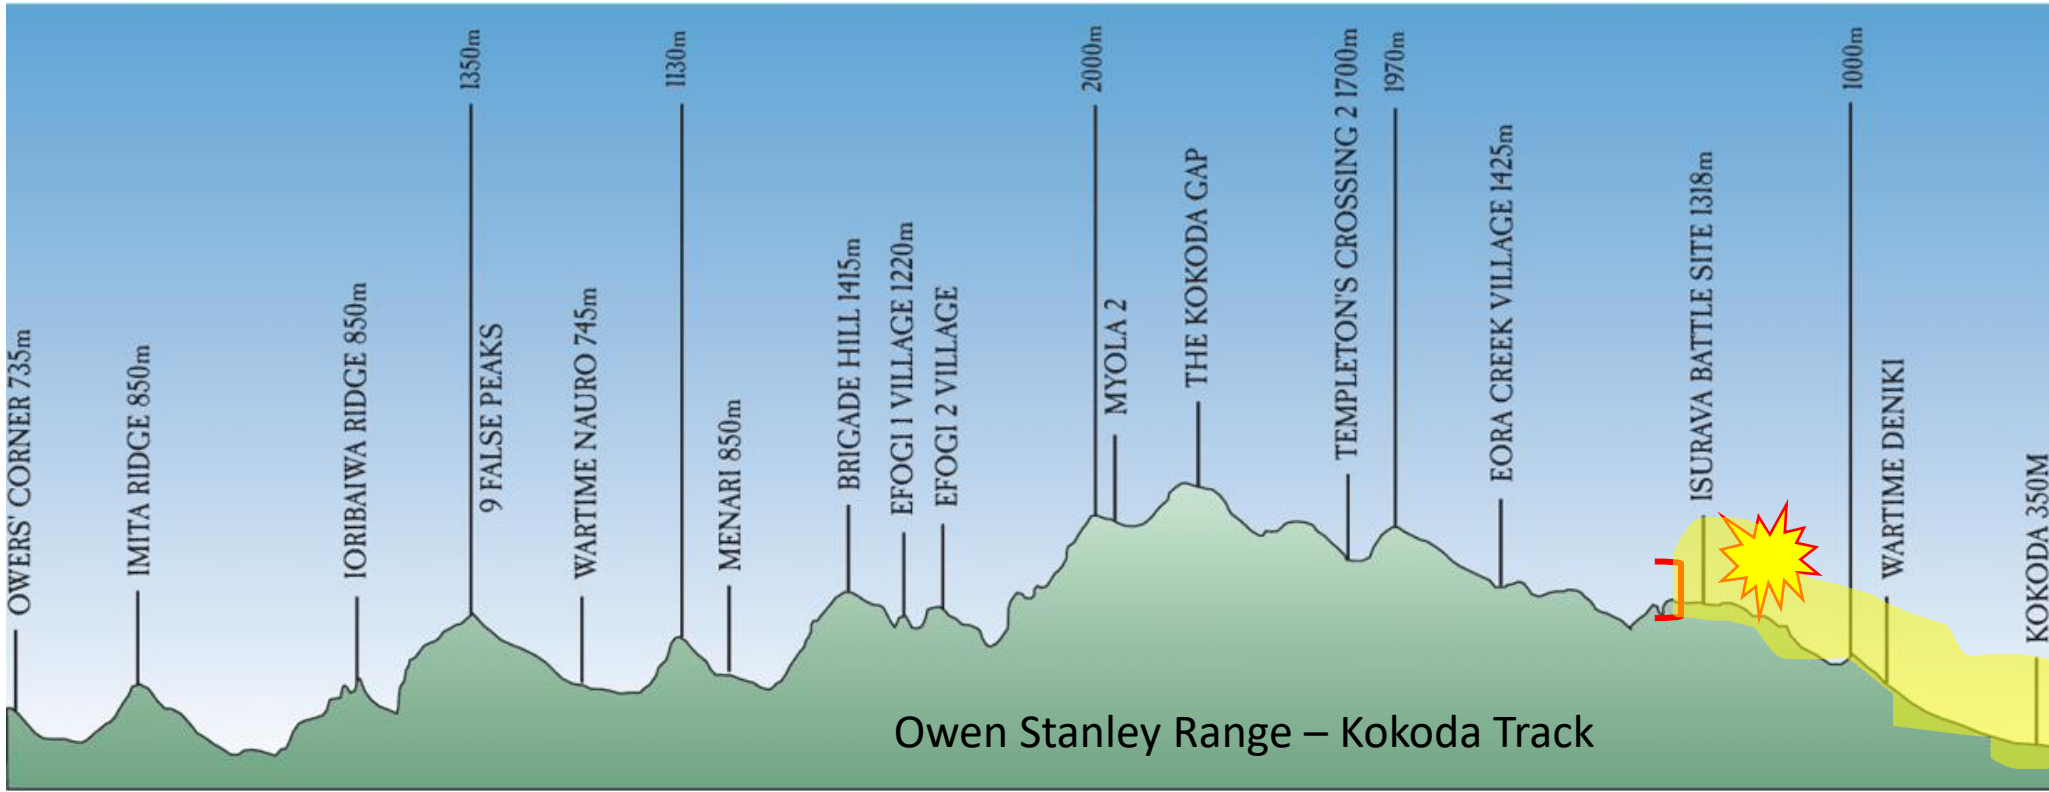 OWERS' CORNER 735m
IMITA RIDGE 850m
IORIBAIWA RIDGE 850m
1350m
9 FALSE PEAKS
WARTIME NAURO 745m
1130m
MENARI 850m
BRIGADE HILL 1415m
EFOGI 1 VILLAGE 1220m
EFOGI 2 VILLAGE
2000m
MYOLA 2
THE KOKODA GAP
TEMPLETON'S CROSSING 2 1700m
1970m
EORA CREEK VILLAGE 1425m
ISURAVA BATTLE SITE 1318m
1000m
WARTIME DENIKI
KOKODA 350M
Owen Stanley Range – Kokoda Track